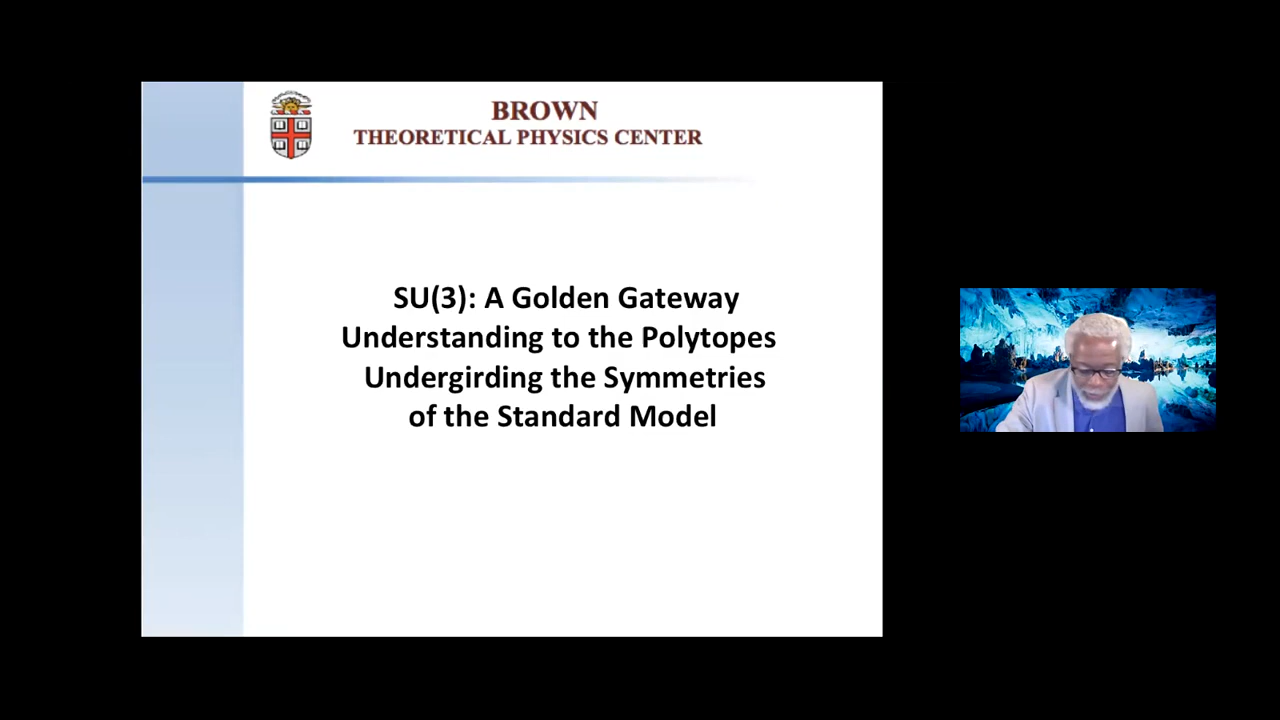 BROWN
THEORETICAL PHYSICS CENTER
SU(3): A Golden Gateway
Understanding to the Polytopes
Undergirding the Symmetries
of the Standard Model